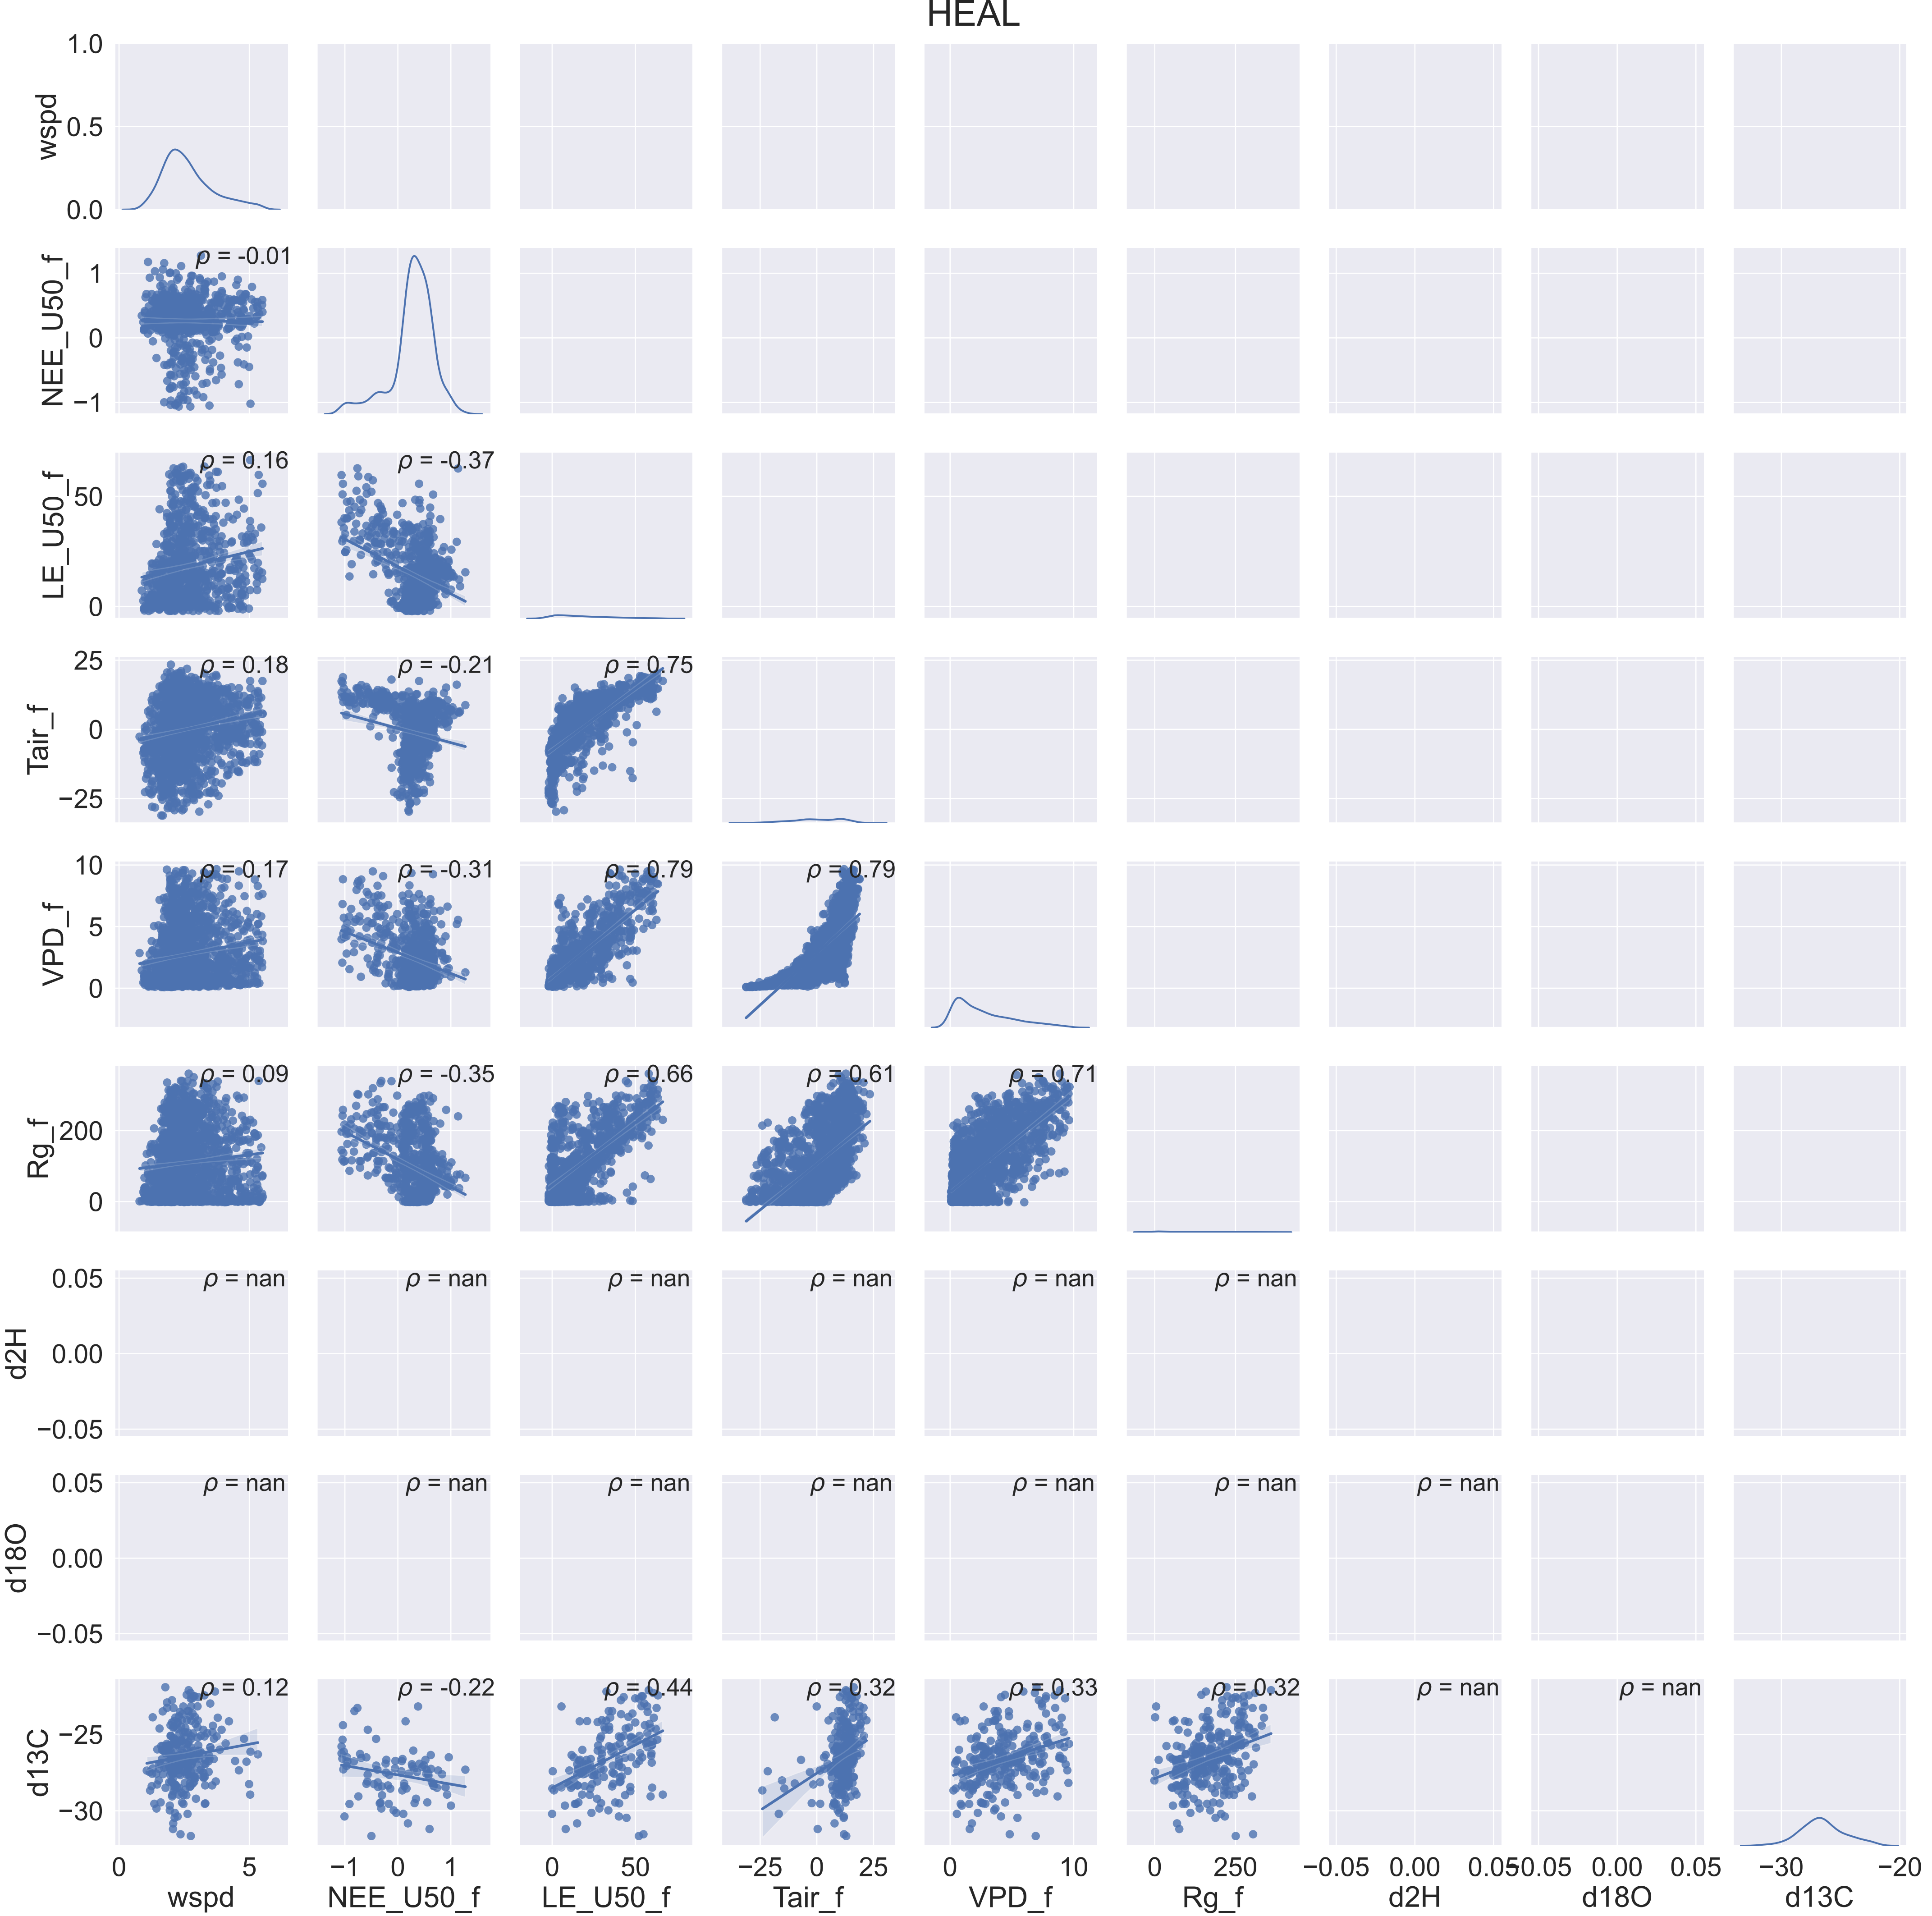 HEAL
wspd
1.0
0.5
0.0
NEE_U50_f
1
0
−1
ρ = -0.01
LE_U50_f
50
0
ρ = 0.16
ρ = -0.37
Tair_f
25
0
−25
ρ = 0.18
ρ = -0.21
ρ = 0.75
VPD_f
10
5
0
ρ = 0.17
ρ = -0.31
ρ = 0.79
ρ = 0.79
Rg_f
200
0
ρ = 0.09
ρ = -0.35
ρ = 0.66
ρ = 0.61
ρ = 0.71
d2H
0.05
0.00
−0.05
ρ = nan
ρ = nan
ρ = nan
ρ = nan
ρ = nan
ρ = nan
d18O
0.05
0.00
−0.05
ρ = nan
ρ = nan
ρ = nan
ρ = nan
ρ = nan
ρ = nan
ρ = nan
d13C
−25
−30
ρ = 0.12
ρ = -0.22
ρ = 0.44
ρ = 0.32
ρ = 0.33
ρ = 0.32
ρ = nan
ρ = nan
0 5
−1 0 1
0 50
−25 0 25
0 10
0 250
−0.05 0.00 0.05
−0.05 0.00 0.05
−30 −20
wspd
NEE_U50_f
LE_U50_f
Tair_f
VPD_f
Rg_f
d2H
d18O
d13C